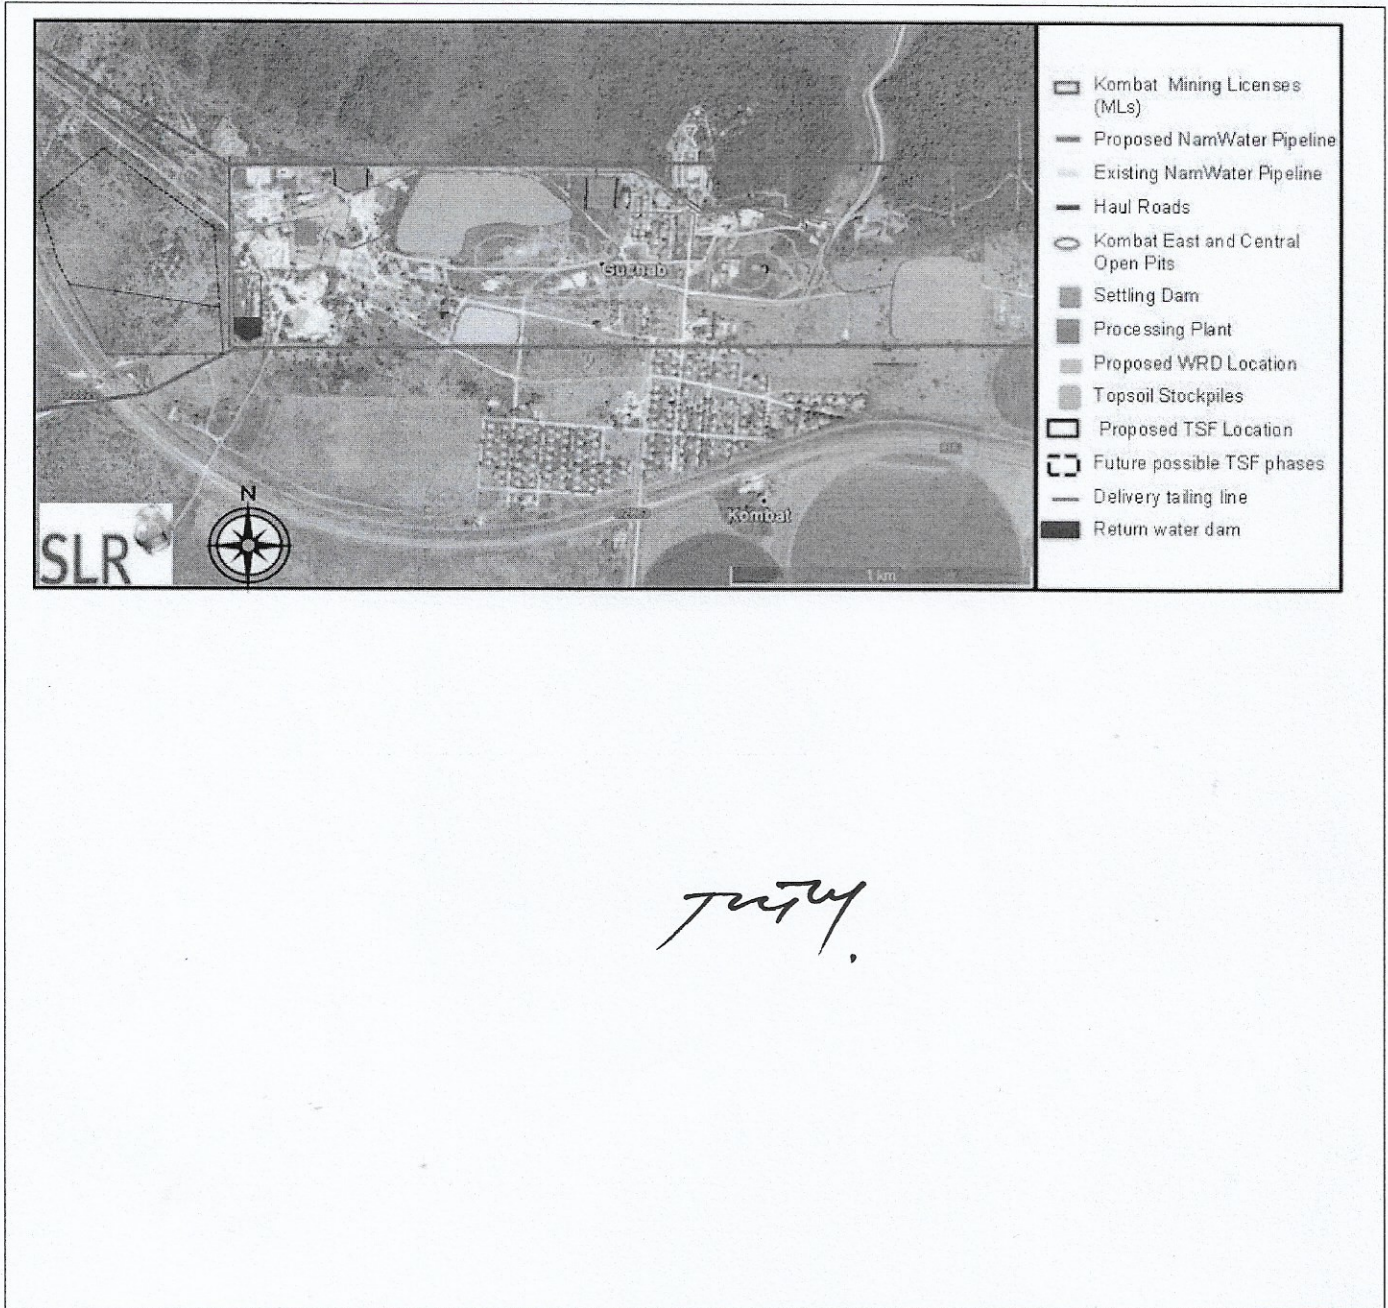 Kombat Mining Licenses
(MLs)
Proposed NamWater Pipeline
Existing NamWater Pipeline
Haul Roads
Kombat East and Central
Open Pits
Settling Dam
Processing Plant
Proposed WRD Location
Topsoil Stockpiles
Proposed TSF Location
Future possible TSF phases
Delivery tailing line
Return water dam
N
Kombat
SLR
1 km